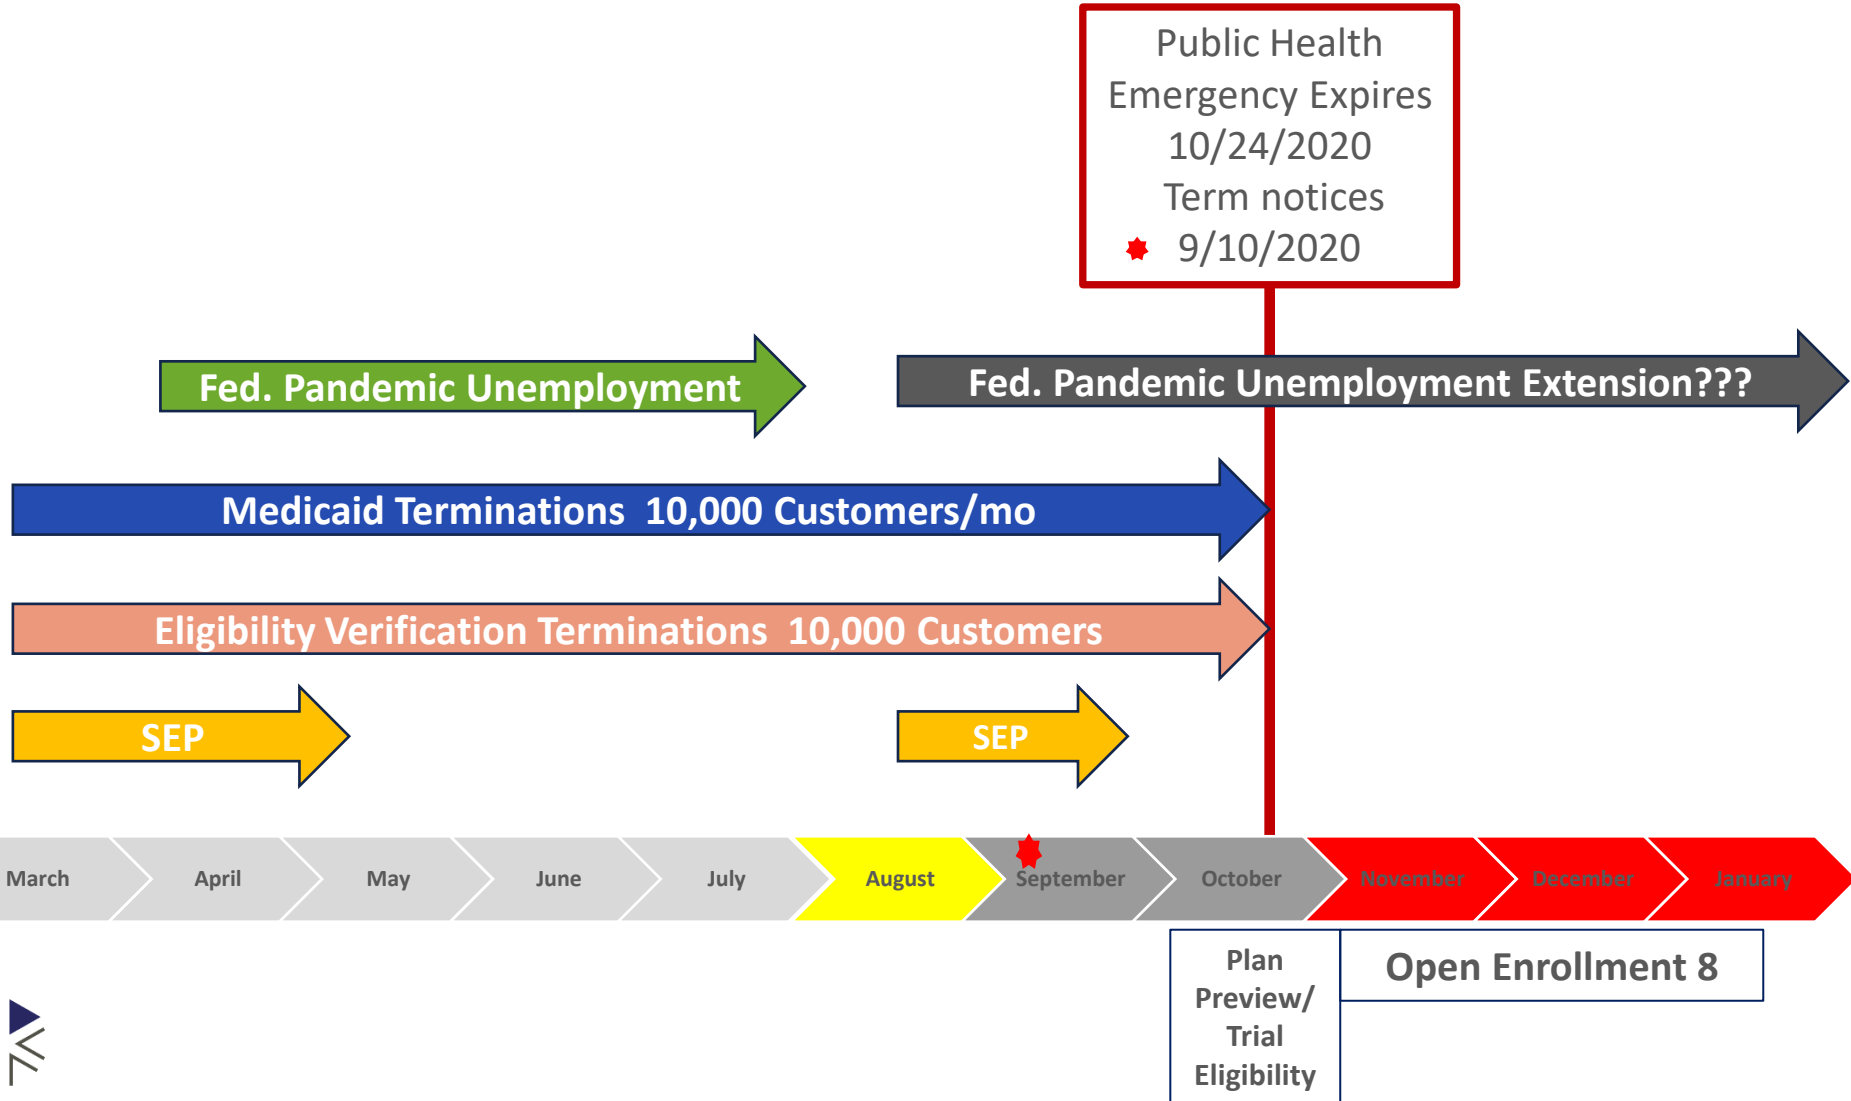 Public Health
Emergency Expires
10/24/2020
Term notices
9/10/2020
Fed. Pandemic Unemployment
Fed. Pandemic Unemployment Extension???
Medicaid Terminations 10,000 Customers/mo
Eligibility Verification Terminations 10,000 Customers
SEP
SEP
March
April
May
June
July
August
September
October
November
December
January
Plan
Preview/
Trial
Eligibility
Open Enrollment 8